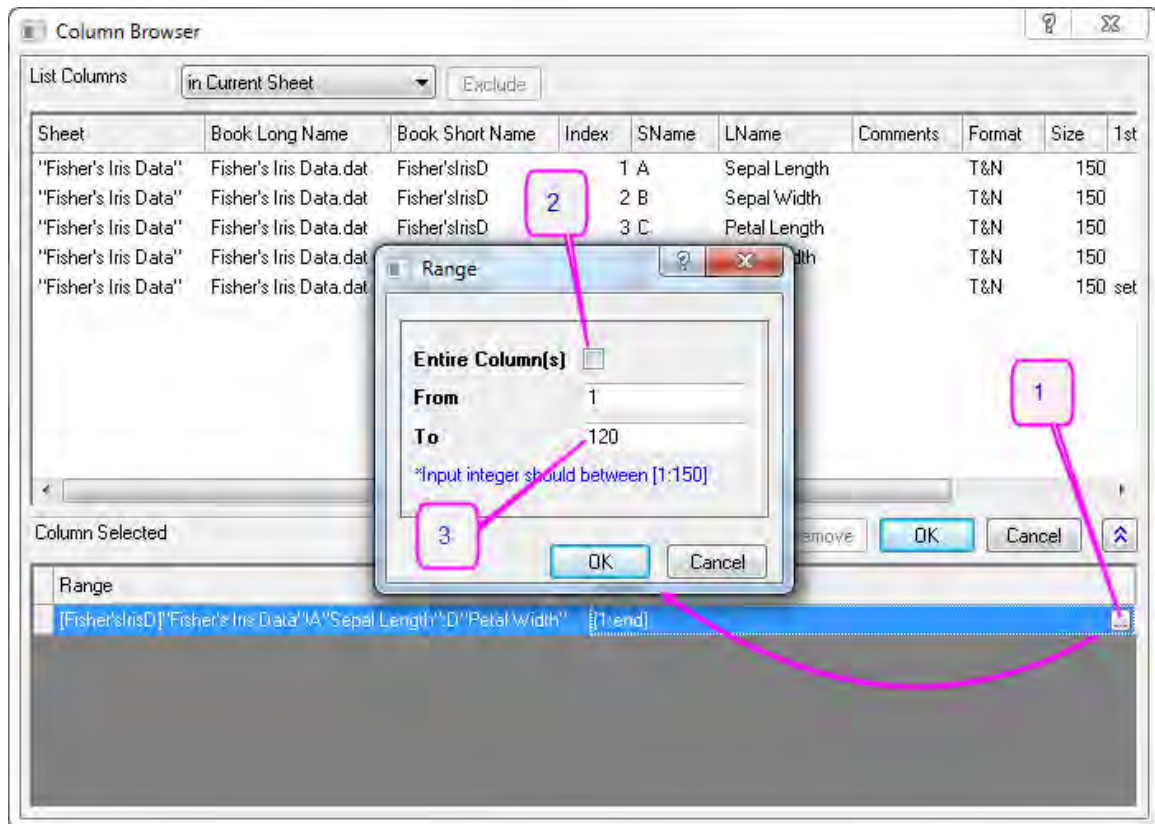 Column Browser
List Columns in Current Sheet Exclude
Sheet Book Long Name Book Short Name Index SName LName Comments Format Size 1st
"Fisher's Iris Data" Fisher's Iris Data.dat Fisher'sIrisD 1 A Sepal Length T&N 150
"Fisher's Iris Data" Fisher's Iris Data.dat Fisher'sIrisD 2 B Sepal Width T&N 150
"Fisher's Iris Data" Fisher's Iris Data.dat Fisher'sIrisD 3 C Petal Length T&N 150
"Fisher's Iris Data" Fisher's Iris Data.dat dth T&N 150
"Fisher's Iris Data" Fisher's Iris Data.dat T&N 150 set
2
Range
Entire Column(s)
From 1
To 120
*Input integer should between [1:150]
OK Cancel
1
3
Column Selected emove OK Cancel
Range
[Fisher'sIrisD]"Fisher's Iris Data"!A"Sepal Length":D"Petal Width" [1:end] ...